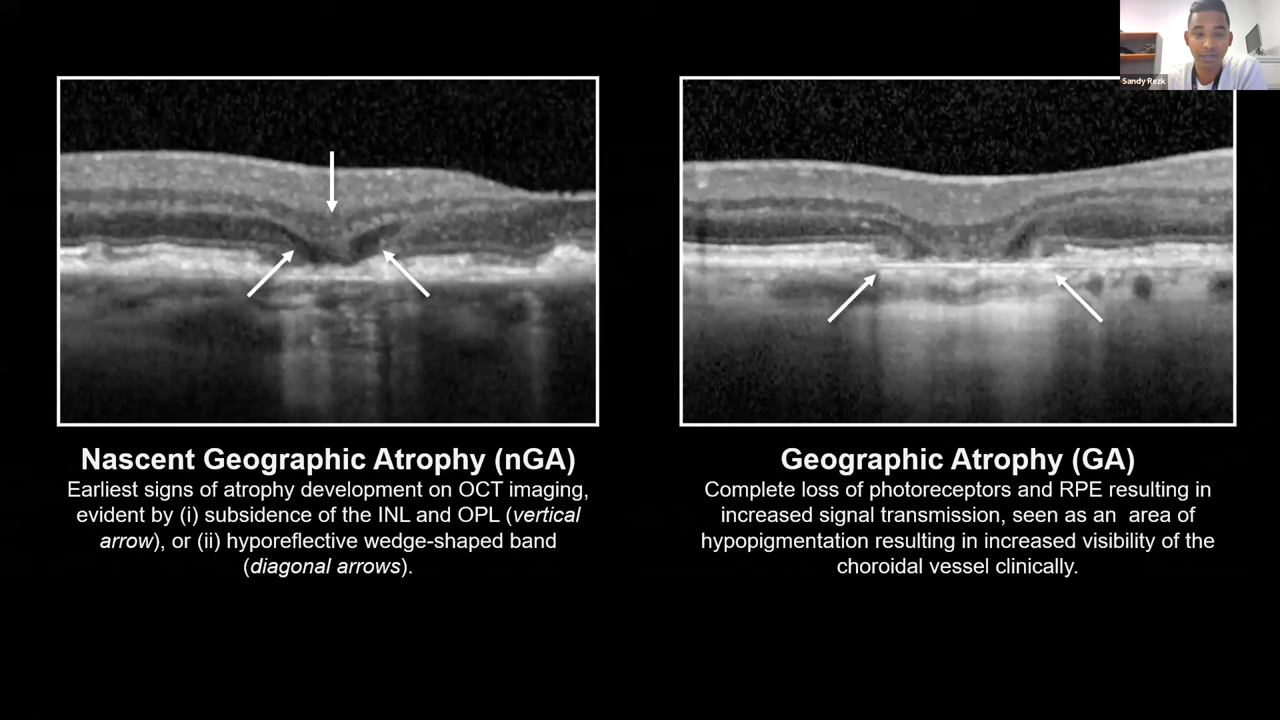 Sandy Rezk
Nascent Geographic Atrophy (nGA)
Earliest signs of atrophy development on OCT imaging,
evident by (i) subsidence of the INL and OPL (vertical
arrow), or (ii) hyporeflective wedge-shaped band
(diagonal arrows).
Geographic Atrophy (GA)
Complete loss of photoreceptors and RPE resulting in
increased signal transmission, seen as an area of
hypopigmentation resulting in increased visibility of the
choroidal vessel clinically.